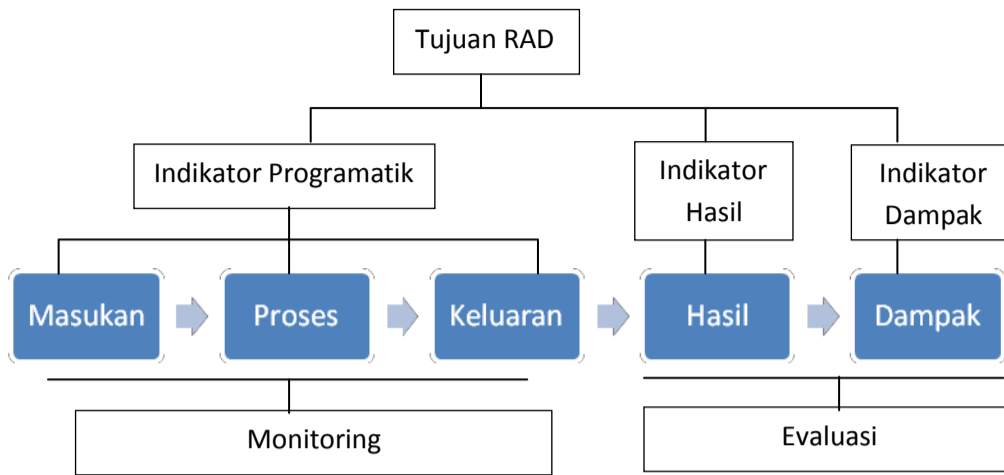 Tujuan RAD
Indikator Programatik
Indikator
Hasil
Indikator
Dampak
Masukan
Proses
Keluaran
Hasil
Dampak
Monitoring
Evaluasi